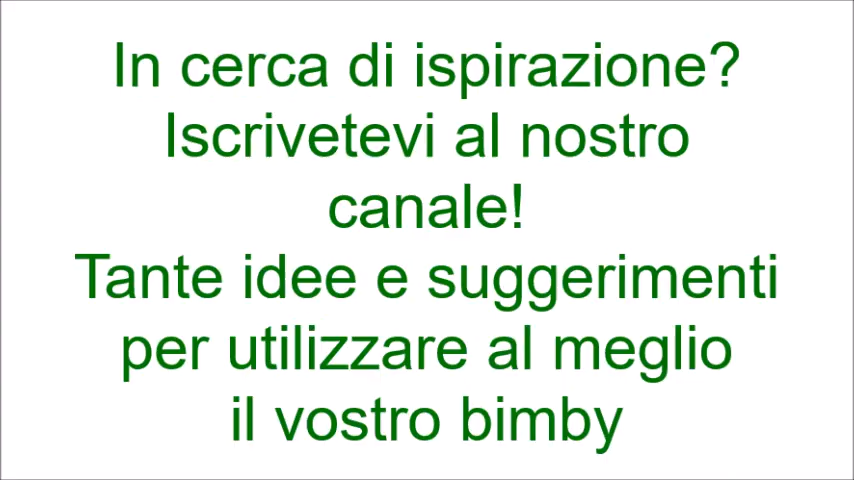 In cerca di ispirazione?
Iscrivetevi al nostro
canale!
Tante idee e suggerimenti
per utilizzare al meglio
il vostro bimby